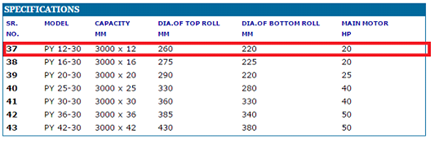 SPECIFICATIONS
SR. NO. MODEL CAPACITY MM DIA.OF TOP ROLL MM DIA.OF BOTTOM ROLL MM MAIN MOTOR HP
37 PY 12-30 3000 x 12 260 220 20
38 PY 16-30 3000 x 16 275 225 20
39 PY 20-30 3000 x 20 290 220 25
40 PY 25-30 3000 x 25 330 280 40
41 PY 30-30 3000 x 30 360 330 40
42 PY 36-30 3000 x 36 385 340 50
43 PY 42-30 3000 x 42 430 380 50